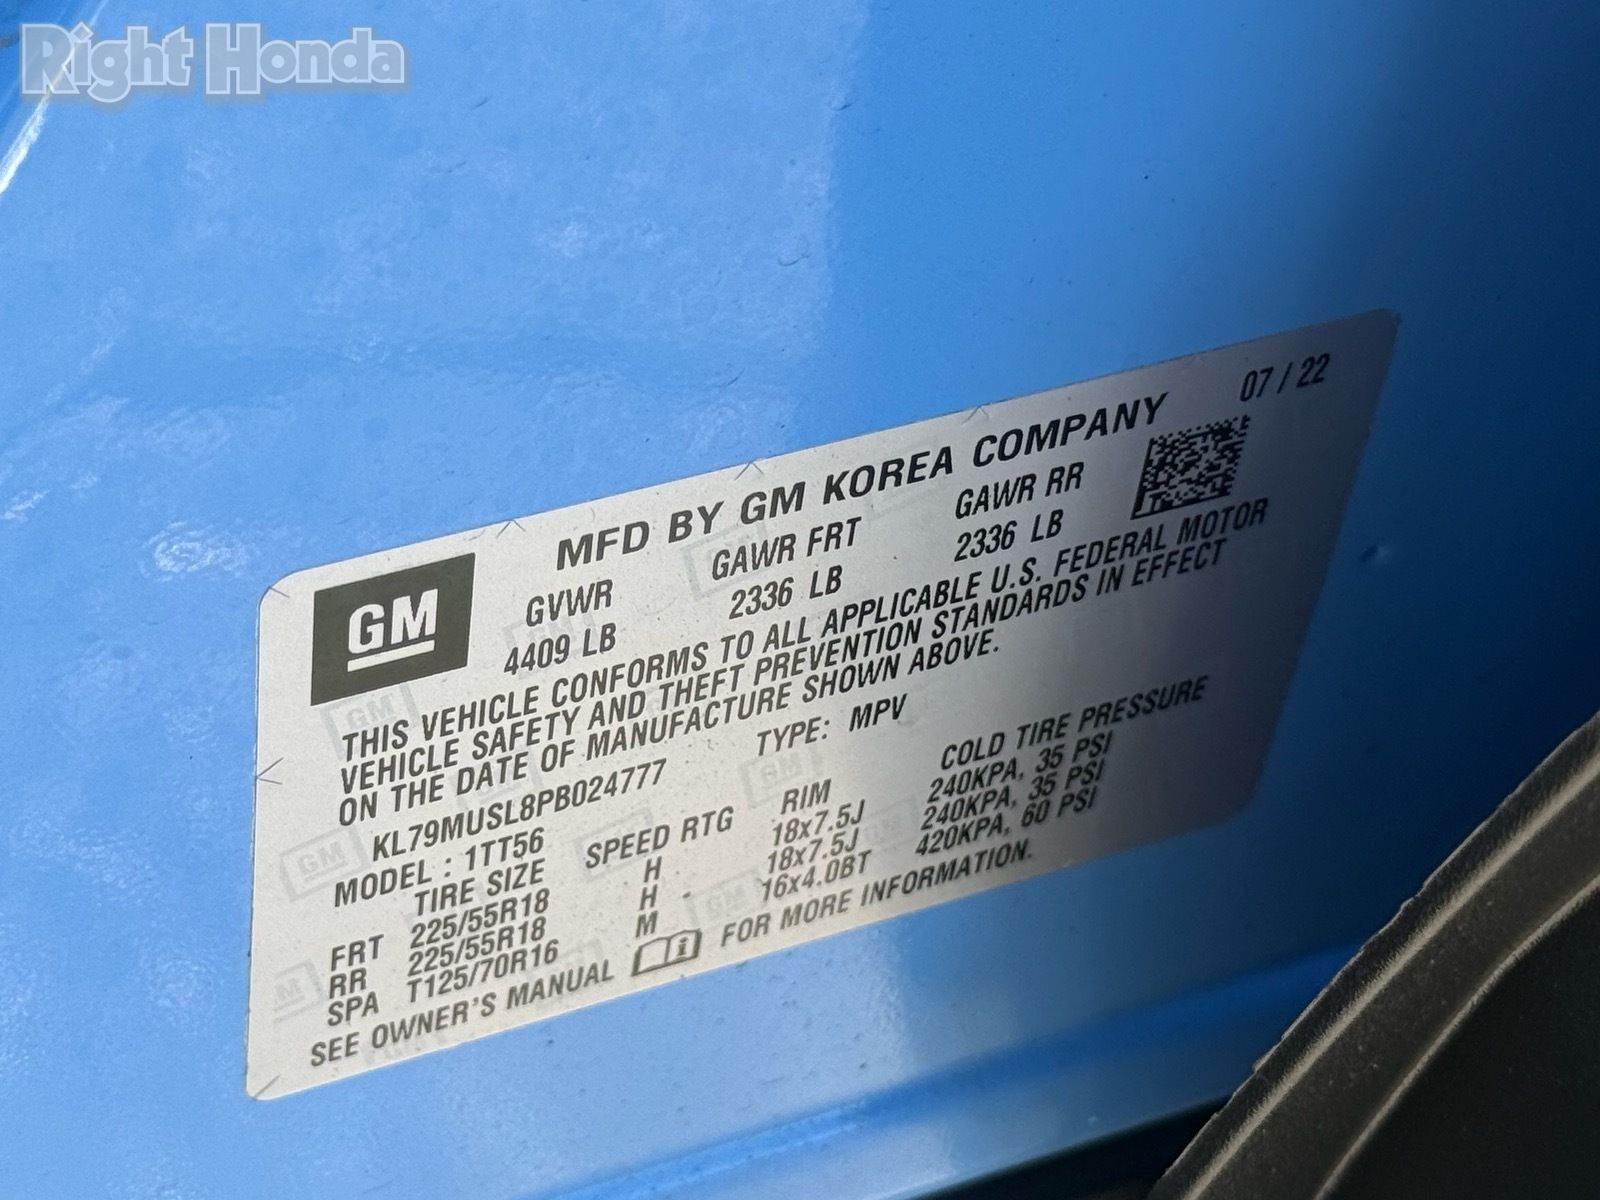 Right Honda
07 / 22
MFD BY GM KOREA COMPANY
GM
GVWR GAWR FRT GAWR RR
4409 LB 2336 LB 2336 LB
THIS VEHICLE CONFORMS TO ALL APPLICABLE U.S. FEDERAL MOTOR
VEHICLE SAFETY AND THEFT PREVENTION STANDARDS IN EFFECT
ON THE DATE OF MANUFACTURE SHOWN ABOVE.
KL79MUSL8PB024777 TYPE: MPV
MODEL : 1TT56
TIRE SIZE SPEED RTG RIM COLD TIRE PRESSURE
FRT 225/55R18 H 18x7.5J 240KPA, 35 PSI
RR 225/55R18 H 18x7.5J 240KPA, 35 PSI
SPA T125/70R16 M 16x4.0BT 420KPA, 60 PSI
SEE OWNER'S MANUAL FOR MORE INFORMATION.